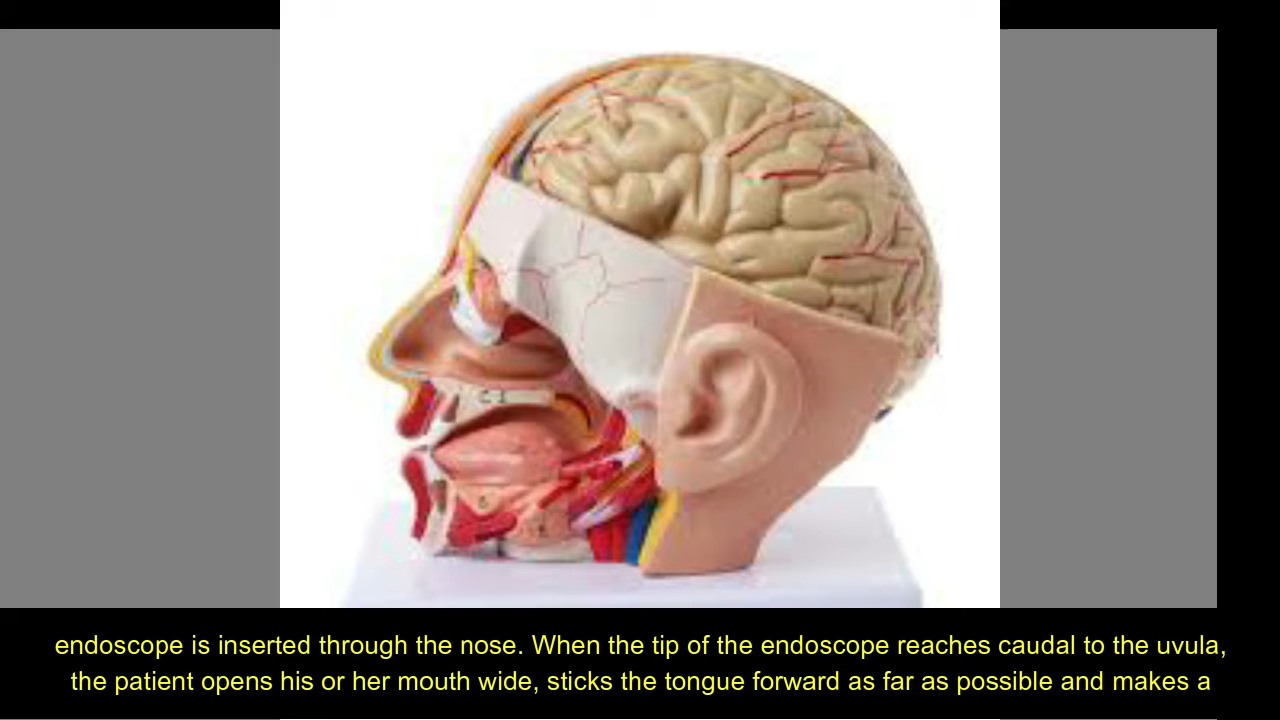 endoscope is inserted through the nose. When the tip of the endoscope reaches caudal to the uvula,
the patient opens his or her mouth wide, sticks the tongue forward as far as possible and makes a